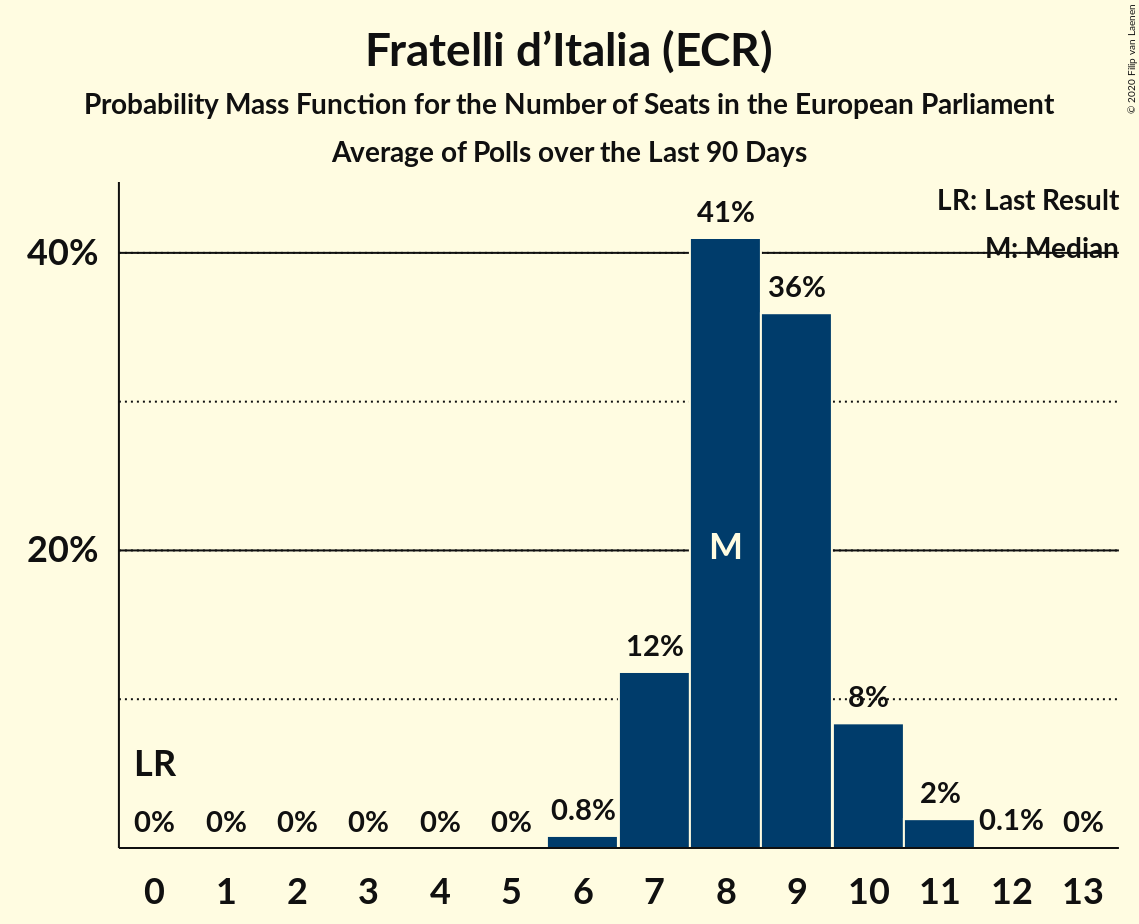 Fratelli d’Italia (ECR)
Probability Mass Function for the Number of Seats in the European Parliament
Average of Polls over the Last 90 Days
© 2020 Filip van Laenen
LR: Last Result
M: Median
41%
40%
36%
M
20%
12%
8%
LR
2%
0% 0% 0% 0% 0% 0% 0.8% 0.1% 0%
0 1 2 3 4 5 6 7 8 9 10 11 12 13